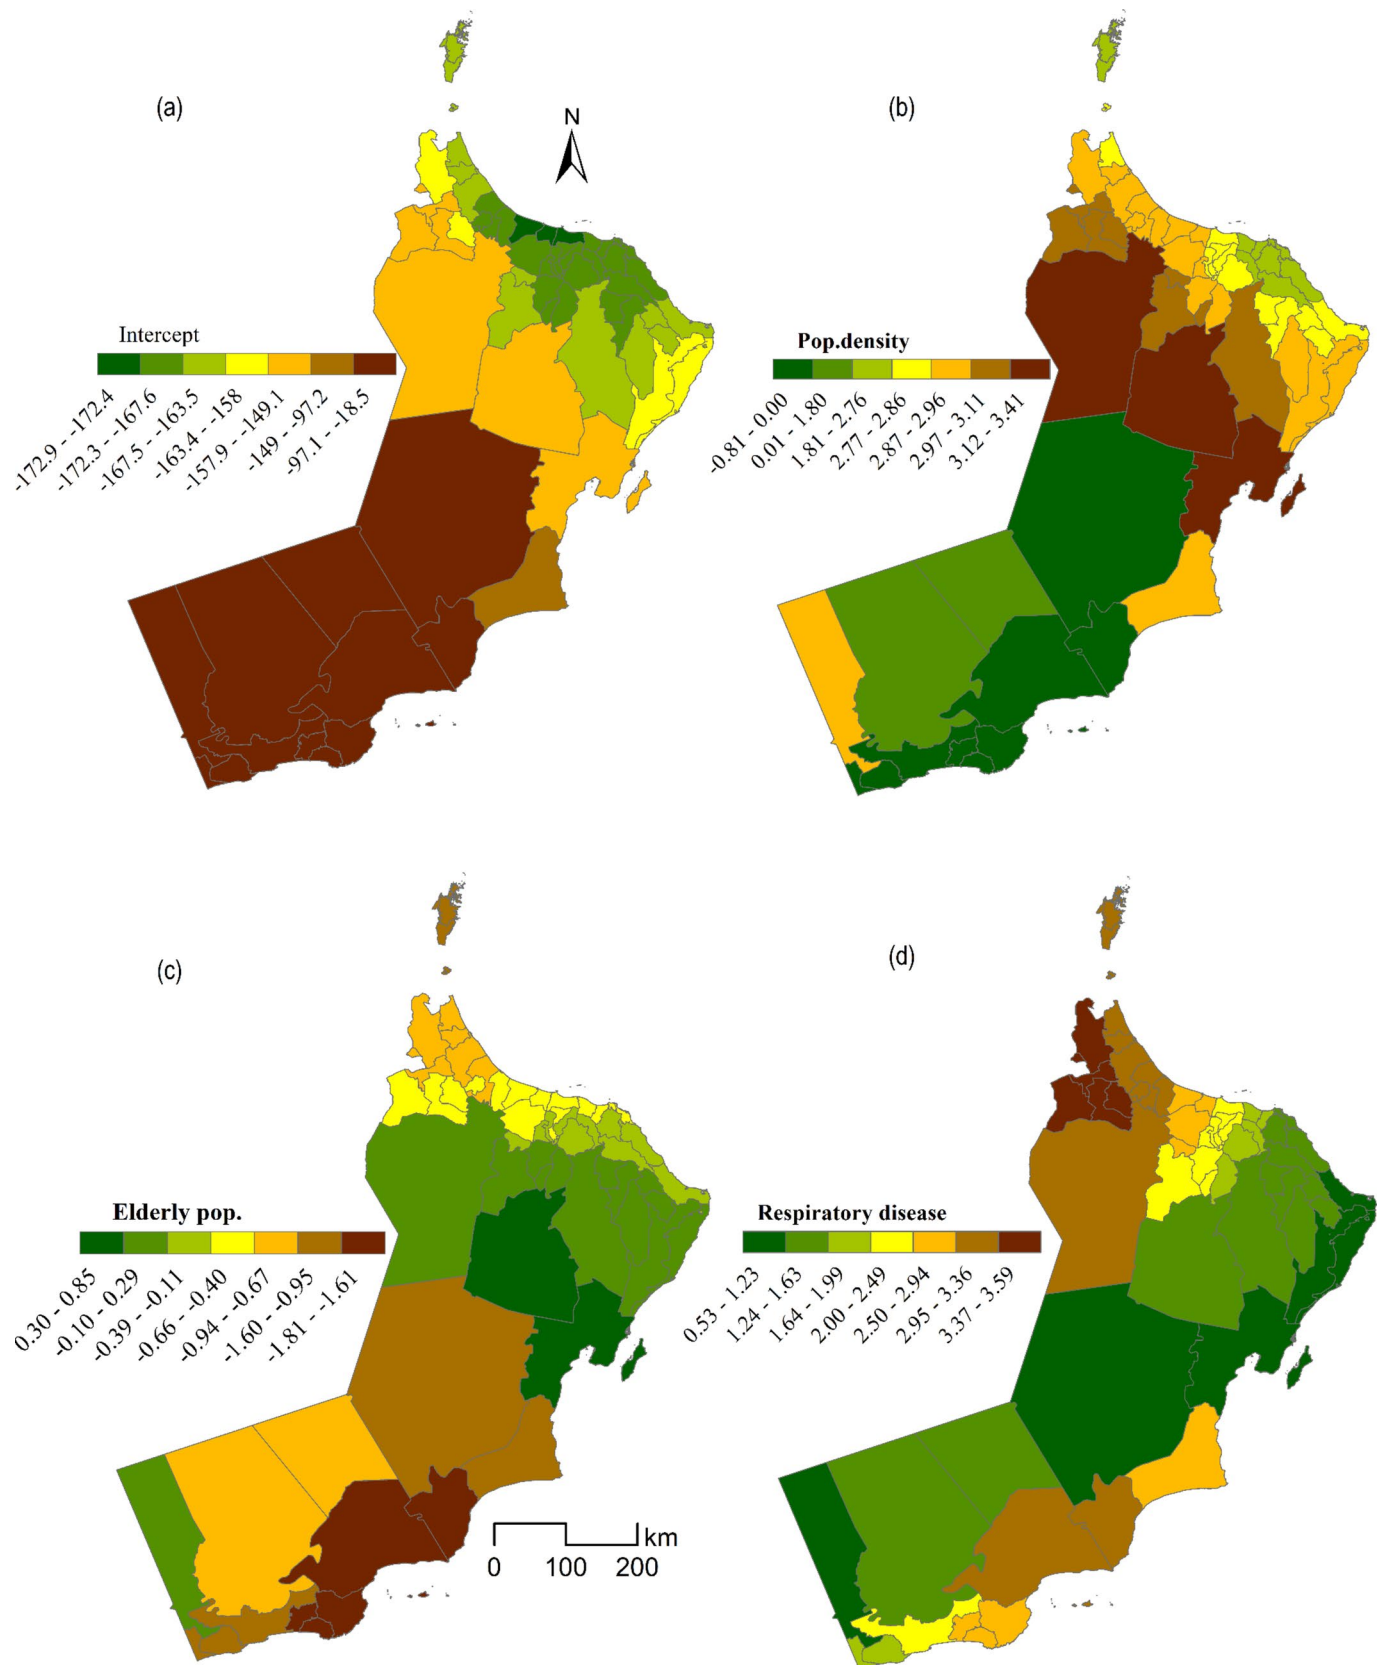 (a)
N
Intercept
-172.9 - -172.4
-172.3 - -167.6
-167.5 - -163.5
-163.4 - -158
-157.9 - -149.1
-149 - -97.2
-97.1 - -18.5
(b)
Pop.density
-0.81 - 0.00
0.01 - 1.80
1.81 - 2.76
2.77 - 2.86
2.87 - 2.96
2.97 - 3.11
3.12 - 3.41
(c)
Elderly pop.
0.30 - 0.85
-0.10 - 0.29
-0.39 - -0.11
-0.66 - -0.40
-0.94 - -0.67
-1.60 - -0.95
-1.81 - -1.61
km
0 100 200
(d)
Respiratory disease
0.53 - 1.23
1.24 - 1.63
1.64 - 1.99
2.00 - 2.49
2.50 - 2.94
2.95 - 3.36
3.37 - 3.59